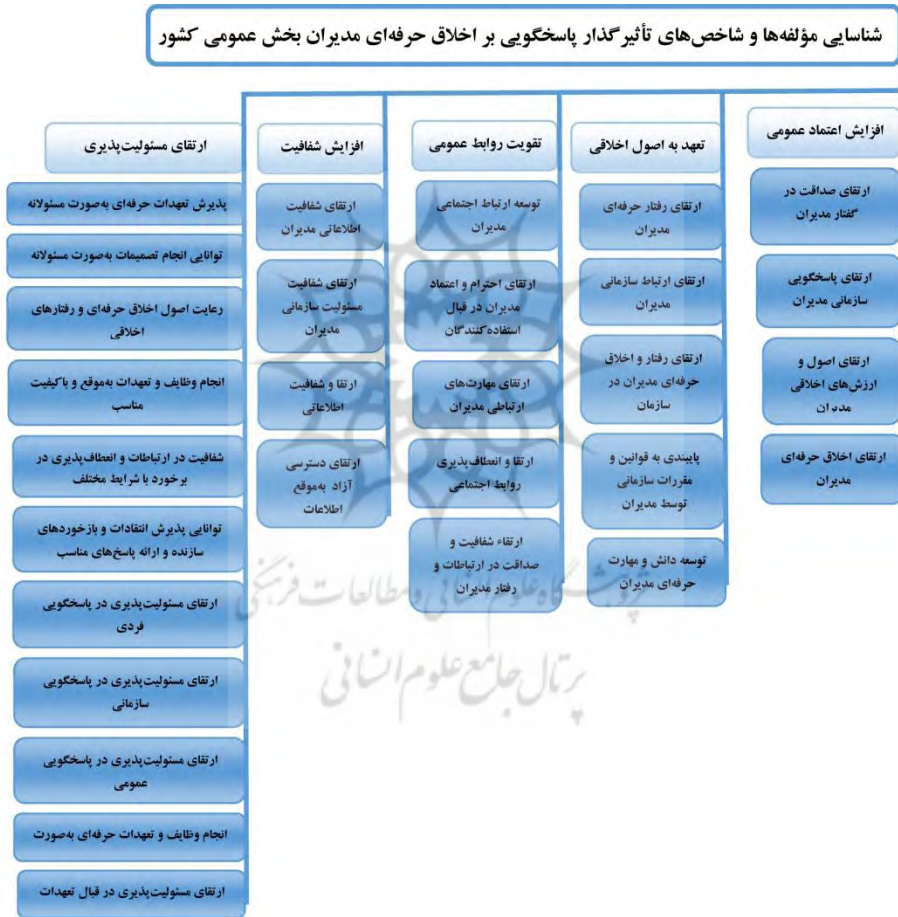 شناسایی مؤلفه‌ها و شاخص‌های تأثیرگذار پاسخگویی بر اخلاق حرفه‌ای مدیران بخش عمومی کشور
افزایش اعتماد عمومی
ارتقای صداقت در
گفتار مدیران
ارتقای پاسخگویی
سازمانی مدیران
ارتقای اصول و
ارزش‌های اخلاقی
مدیران
ارتقای اخلاق حرفه‌ای
مدیران
تعهد به اصول اخلاقی
ارتقای رفتار حرفه‌ای
مدیران
ارتقای ارتباط سازمانی
مدیران
ارتقای رفتار و اخلاق
حرفه‌ای مدیران در
سازمان
پایبندی به قوانین و
مقررات سازمانی
توسط مدیران
توسعه دانش و مهارت
حرفه‌ای مدیران
تقویت روابط عمومی
توسعه ارتباط اجتماعی
مدیران
ارتقای احترام و اعتماد
مدیران در قبال
استفاده‌کنندگان
ارتقای مهارت‌های
ارتباطی مدیران
ارتقا و انعطاف‌پذیری
روابط اجتماعی
ارتقاء شفافیت و
صداقت در ارتباطات و
رفتار مدیران
افزایش شفافیت
ارتقای شفافیت
اطلاعاتی مدیران
ارتقای شفافیت
مسئولیت سازمانی
مدیران
ارتقا و شفافیت
اطلاعاتی
ارتقای دسترسی
آزاد به‌موقع
اطلاعات
ارتقای مسئولیت‌پذیری
پذیرش تعهدات حرفه‌ای به‌صورت مسئولانه
توانایی انجام تصمیمات به‌صورت مسئولانه
رعایت اصول اخلاق حرفه‌ای و رفتارهای
اخلاقی
انجام وظایف و تعهدات به‌موقع و باکیفیت
مناسب
شفافیت در ارتباطات و انعطاف‌پذیری در
برخورد با شرایط مختلف
توانایی پذیرش انتقادات و بازخوردهای
سازنده و ارائه پاسخ‌های مناسب
ارتقای مسئولیت‌پذیری در پاسخگویی
فردی
ارتقای مسئولیت‌پذیری در پاسخگویی
سازمانی
ارتقای مسئولیت‌پذیری در پاسخگویی
عمومی
انجام وظایف و تعهدات حرفه‌ای به‌صورت
ارتقای مسئولیت‌پذیری در قبال تعهدات
پژوهشگاه علوم انسانی و مطالعات فرهنگی
پرتال جامع علوم انسانی